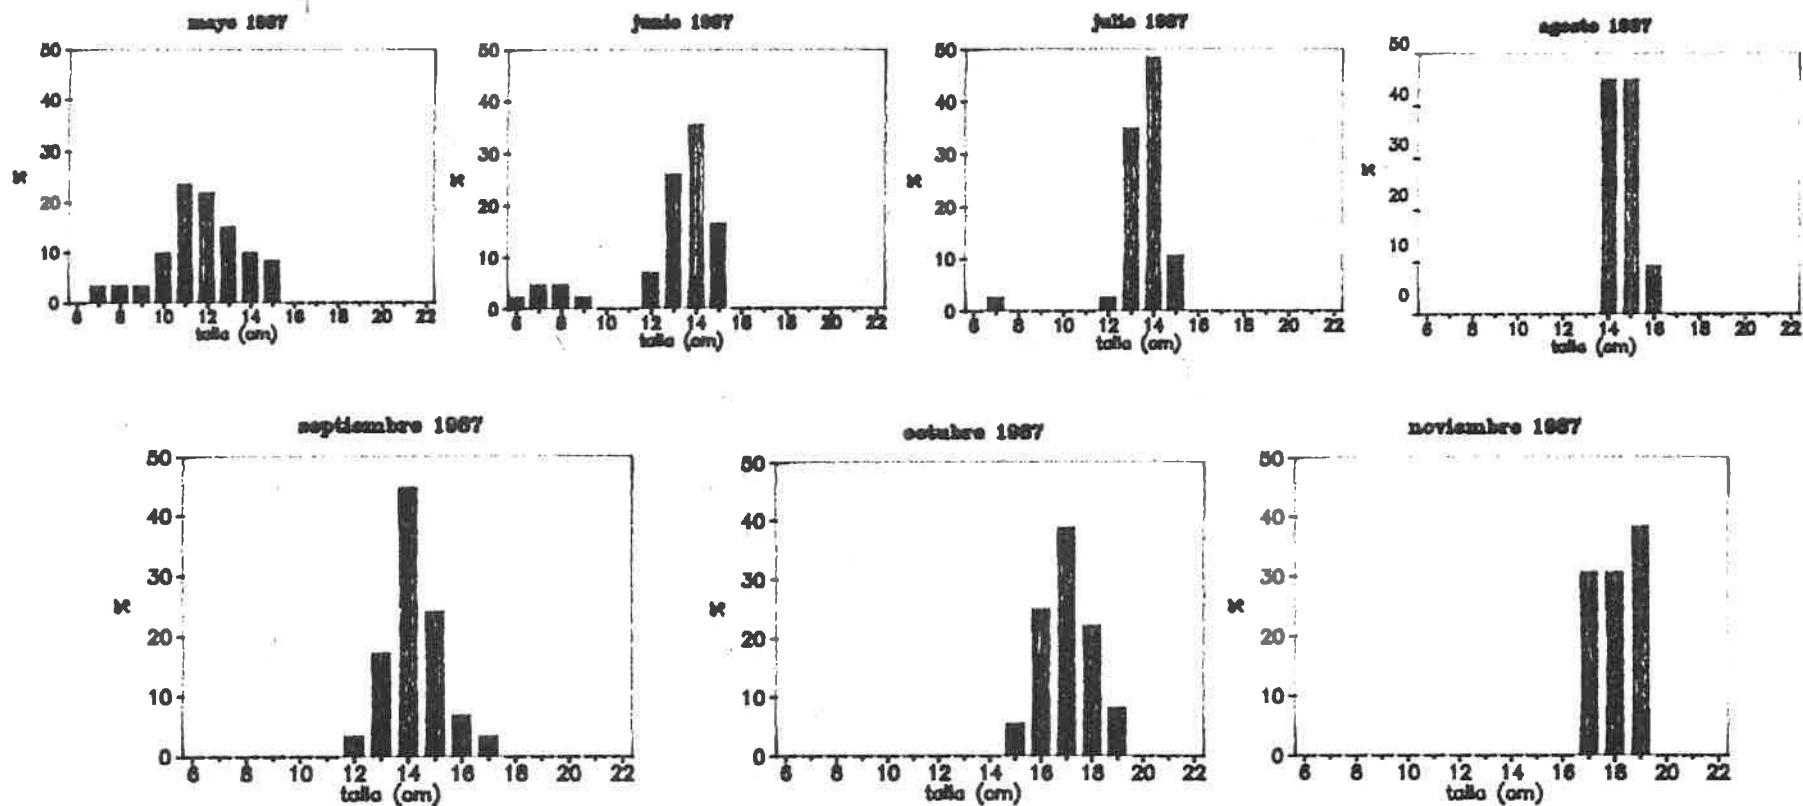 mayo 1987
50
40
30
20
10
0
%
6 8 10 12 14 16 18 20 22
talla (cm)
junio 1987
50
40
30
20
10
0
%
6 8 10 12 14 16 18 20 22
talla (cm)
julio 1987
50
40
30
20
10
0
%
6 8 10 12 14 16 18 20 22
talla (cm)
agosto 1987
50
40
30
20
10
0
%
6 8 10 12 14 16 18 20 22
talla (cm)
septiembre 1987
50
40
30
20
10
0
%
6 8 10 12 14 16 18 20 22
talla (cm)
octubre 1987
50
40
30
20
10
0
%
6 8 10 12 14 16 18 20 22
talla (cm)
noviembre 1987
50
40
30
20
10
0
%
6 8 10 12 14 16 18 20 22
talla (cm)